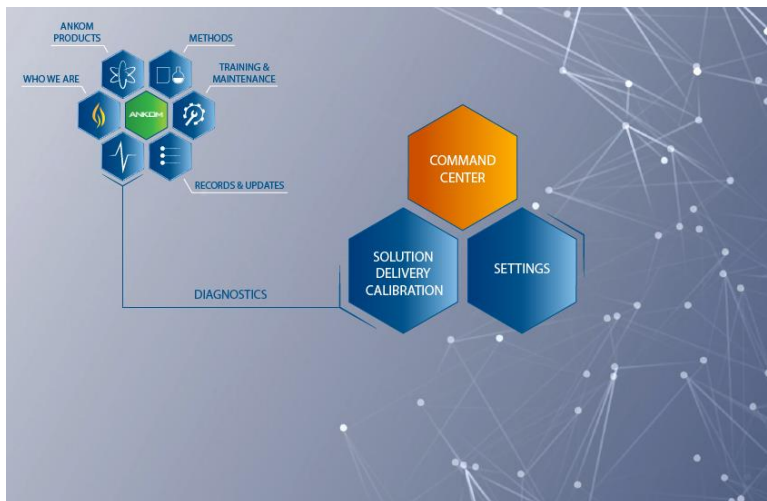 ANKOM
PRODUCTS
METHODS
WHO WE ARE
TRAINING &
MAINTENANCE
ANKOM
RECORDS & UPDATES
COMMAND
CENTER
SOLUTION
DELIVERY
CALIBRATION
SETTINGS
DIAGNOSTICS